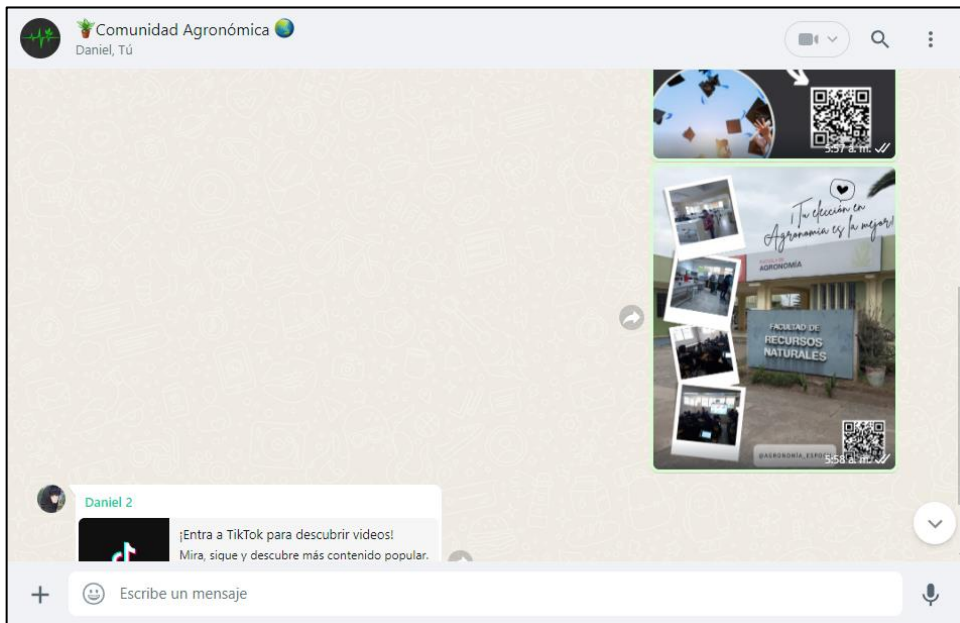 Comunidad Agronómica
Daniel, Tú
5:57 a. m.
¡Tu elección en
Agronomía es la mejor!
AGRONOMÍA
FACULTAD DE
RECURSOS
NATURALES
@AGRONOMÍA_ESPOCH
5:58 a. m.
Daniel 2
¡Entra a TikTok para descubrir videos!
Mira, sigue y descubre más contenido popular.
Escribe un mensaje